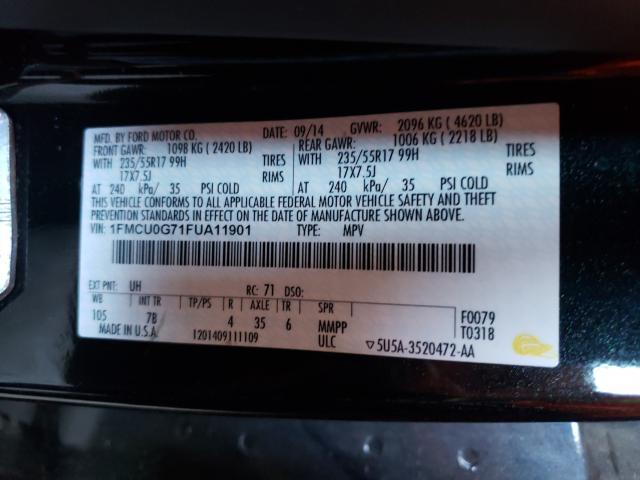 MFD. BY FORD MOTOR CO. DATE: 09/14 GVWR: 2096 KG ( 4620 LB)
FRONT GAWR: 1098 KG ( 2420 LB) REAR GAWR: 1006 KG ( 2218 LB)
WITH 235/55R17 99H TIRES WITH 235/55R17 99H TIRES
17X7.5J RIMS 17X7.5J RIMS
AT 240 kPa/ 35 PSI COLD AT 240 kPa/ 35 PSI COLD
THIS VEHICLE CONFORMS TO ALL APPLICABLE FEDERAL MOTOR VEHICLE SAFETY AND THEFT
PREVENTION STANDARDS IN EFFECT ON THE DATE OF MANUFACTURE SHOWN ABOVE.
VIN: 1FMCU0G71FUA11901 TYPE: MPV
EXT PNT: UH RC: 71 DSO:
WB INT TR TP/PS R AXLE TR SPR F0079
105 7B 4 35 6 MMPP T0318
MADE IN U.S.A. 1201409111109 ULC ▽5U5A-3520472-AA